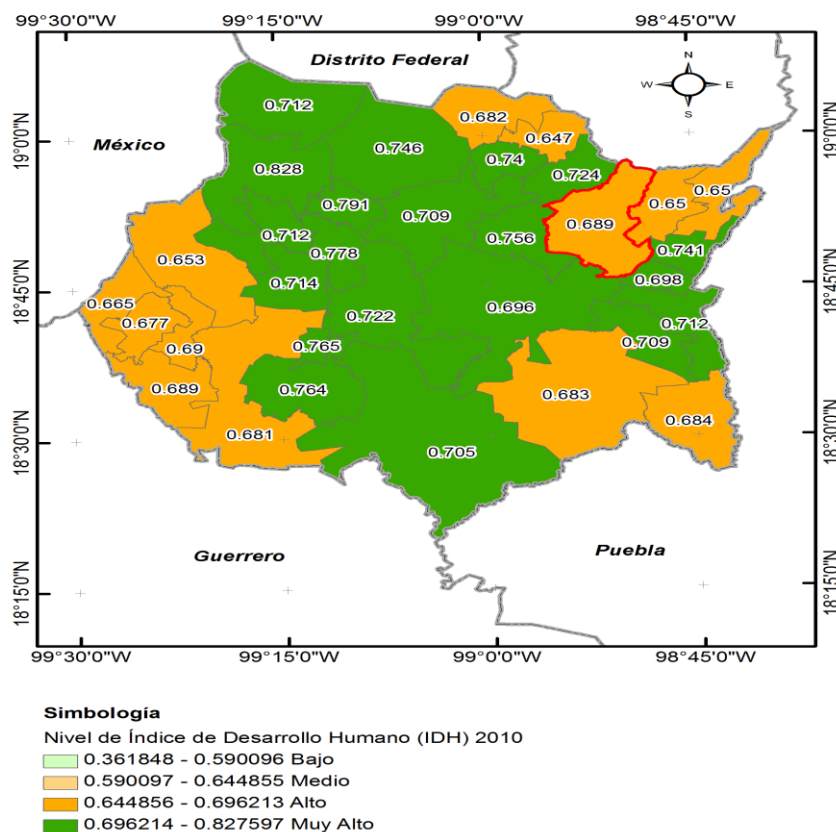 99°30'0"W 99°15'0"W 99°0'0"W 98°45'0"W
Distrito Federal
N
W E
S
0.712
0.682
0.647
19°0'0"N
México
0.746
0.74
19°0'0"N
0.828
0.724
0.791
0.65
0.65
0.709
0.689
0.712
0.756
0.778
0.741
0.653
0.714
0.698
18°45'0"N
0.665
0.696
18°45'0"N
0.677
0.722
0.712
0.69
0.765
0.709
0.689
0.764
0.683
0.684
0.681
18°30'0"N
0.705
18°30'0"N
Guerrero
Puebla
18°15'0"N
18°15'0"N
99°30'0"W 99°15'0"W 99°0'0"W 98°45'0"W
Simbología
Nivel de Índice de Desarrollo Humano (IDH) 2010
0.361848 - 0.590096 Bajo
0.590097 - 0.644855 Medio
0.644856 - 0.696213 Alto
0.696214 - 0.827597 Muy Alto